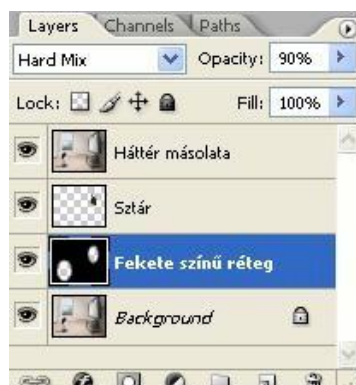 Layers Channels Paths
Hard Mix Opacity: 90%
Lock: Fill: 100%
Háttér másolata
Sztár
Fekete színű réteg
Background